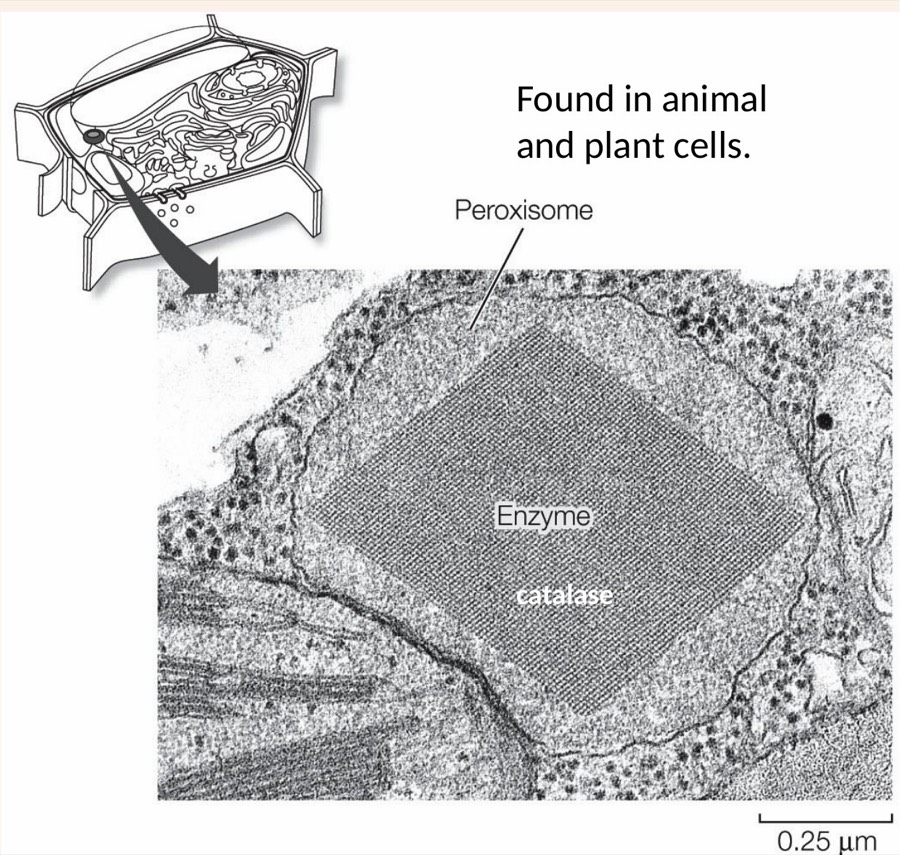 Found in animal
and plant cells.
Peroxisome
Enzyme
catalase
0.25 μm